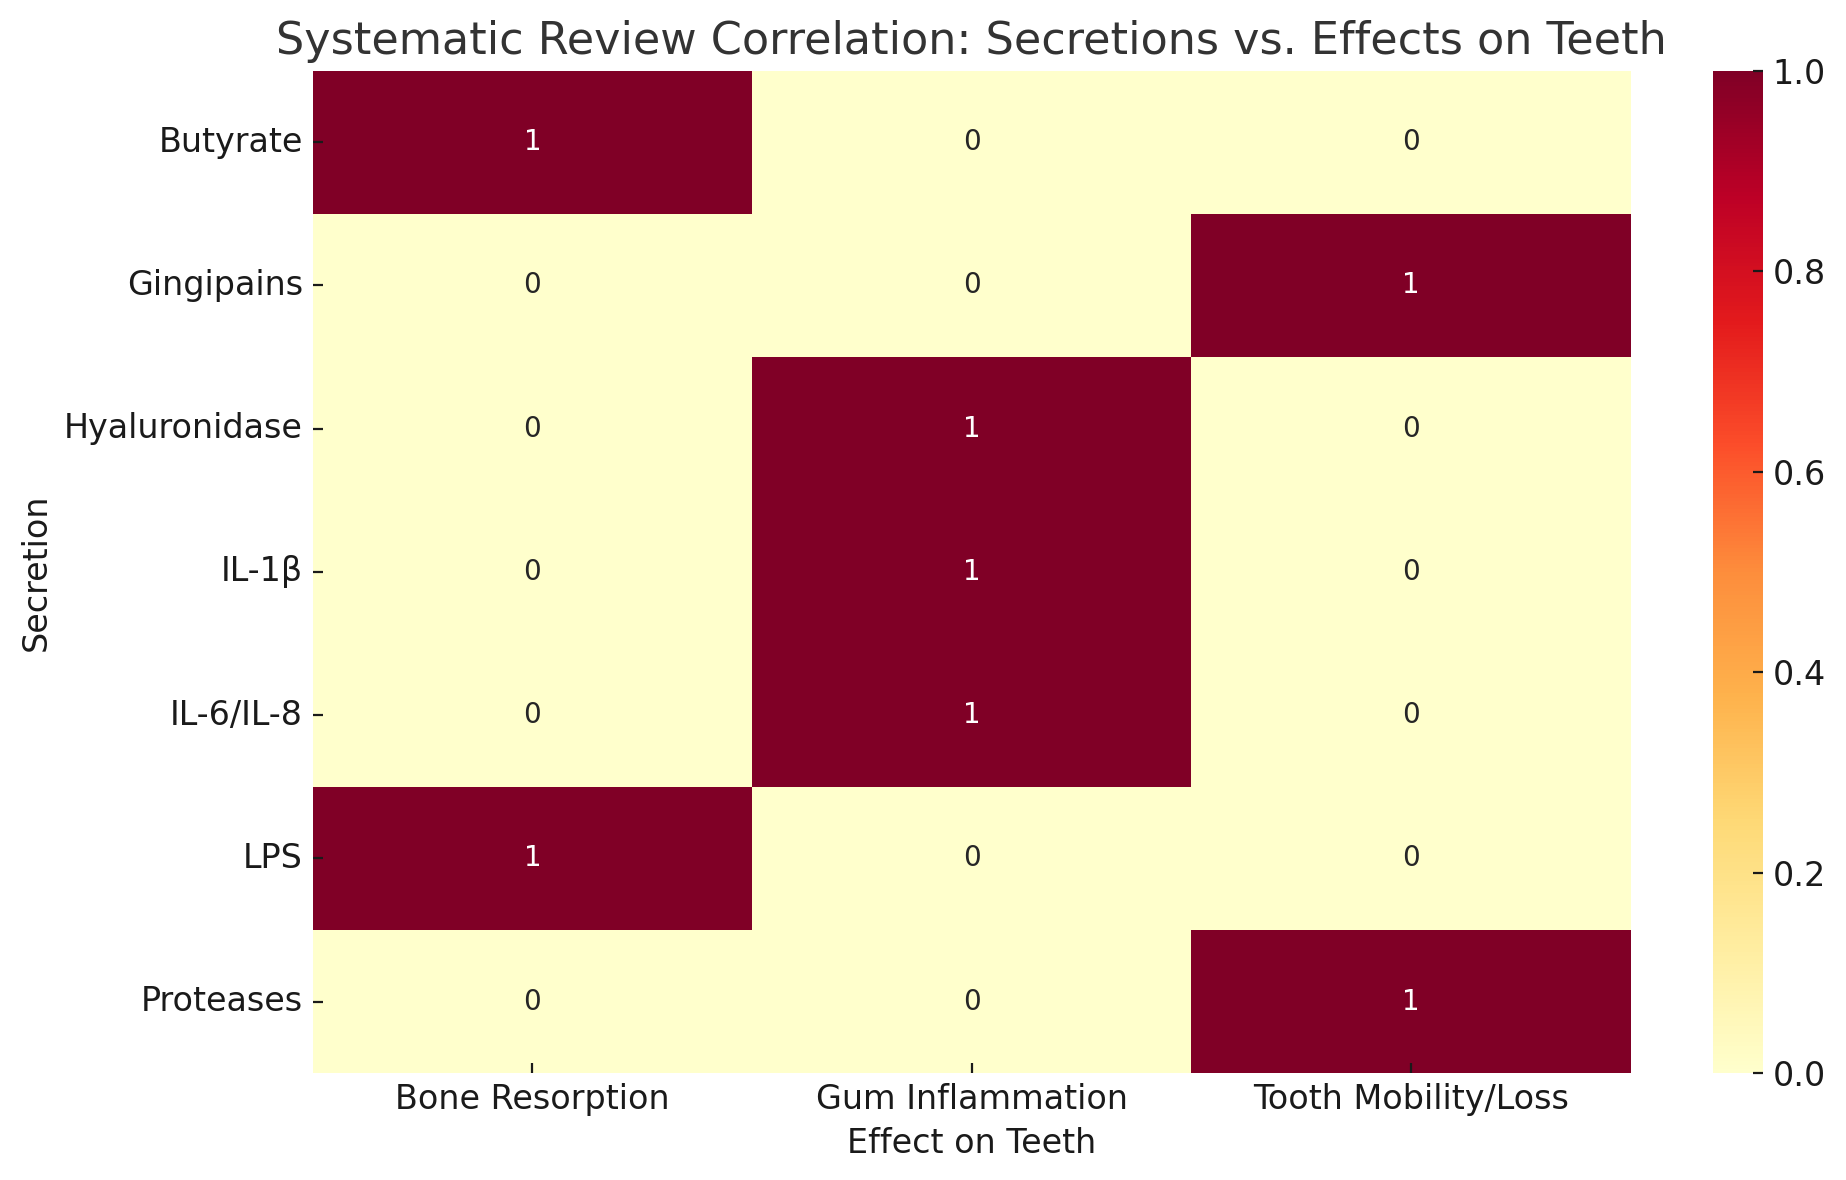 Systematic Review Correlation: Secretions vs. Effects on Teeth
1.0
Butyrate 1 0 0
0.8
Gingipains 0 0 1
Hyaluronidase 0 1 0
0.6
Secretion
IL-1β 0 1 0
0.4
IL-6/IL-8 0 1 0
LPS 1 0 0
0.2
Proteases 0 0 1
0.0
Bone Resorption Gum Inflammation Tooth Mobility/Loss
Effect on Teeth